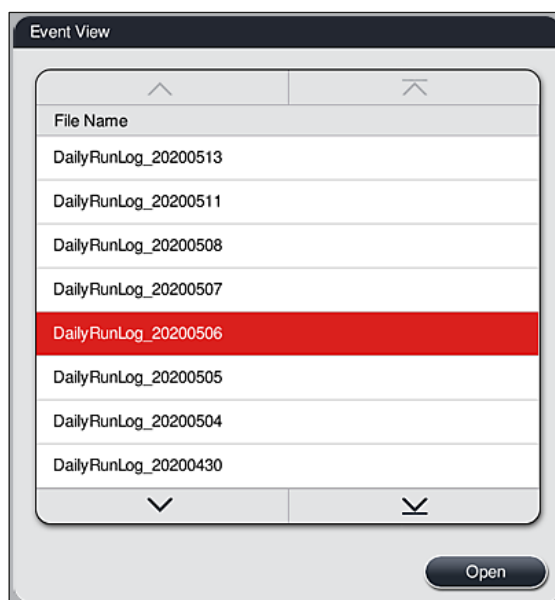 Event View
File Name
DailyRunLog_20200513
DailyRunLog_20200511
DailyRunLog_20200508
DailyRunLog_20200507
DailyRunLog_20200506
DailyRunLog_20200505
DailyRunLog_20200504
DailyRunLog_20200430
Open